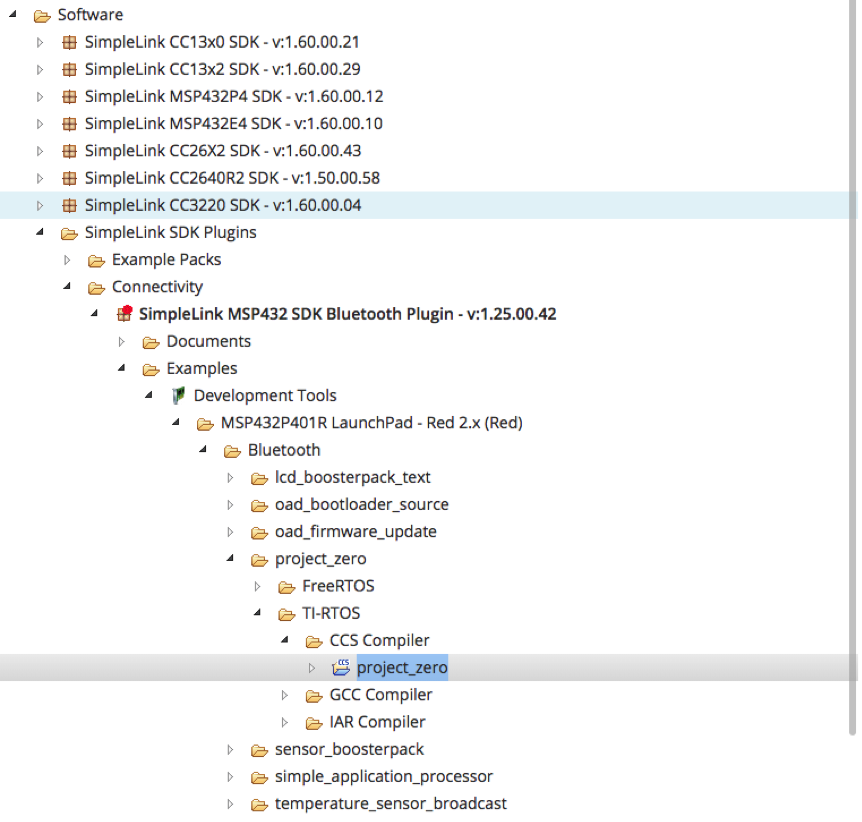 Software
SimpleLink CC13x0 SDK - v:1.60.00.21
SimpleLink CC13x2 SDK - v:1.60.00.29
SimpleLink MSP432P4 SDK - v:1.60.00.12
SimpleLink MSP432E4 SDK - v:1.60.00.10
SimpleLink CC26X2 SDK - v:1.60.00.43
SimpleLink CC2640R2 SDK - v:1.50.00.58
SimpleLink CC3220 SDK - v:1.60.00.04
SimpleLink SDK Plugins
Example Packs
Connectivity
SimpleLink MSP432 SDK Bluetooth Plugin - v:1.25.00.42
Documents
Examples
Development Tools
MSP432P401R LaunchPad - Red 2.x (Red)
Bluetooth
lcd_boosterpack_text
oad_bootloader_source
oad_firmware_update
project_zero
FreeRTOS
TI-RTOS
CCS Compiler
CCS project_zero
GCC Compiler
IAR Compiler
sensor_boosterpack
simple_application_processor
temperature_sensor_broadcast